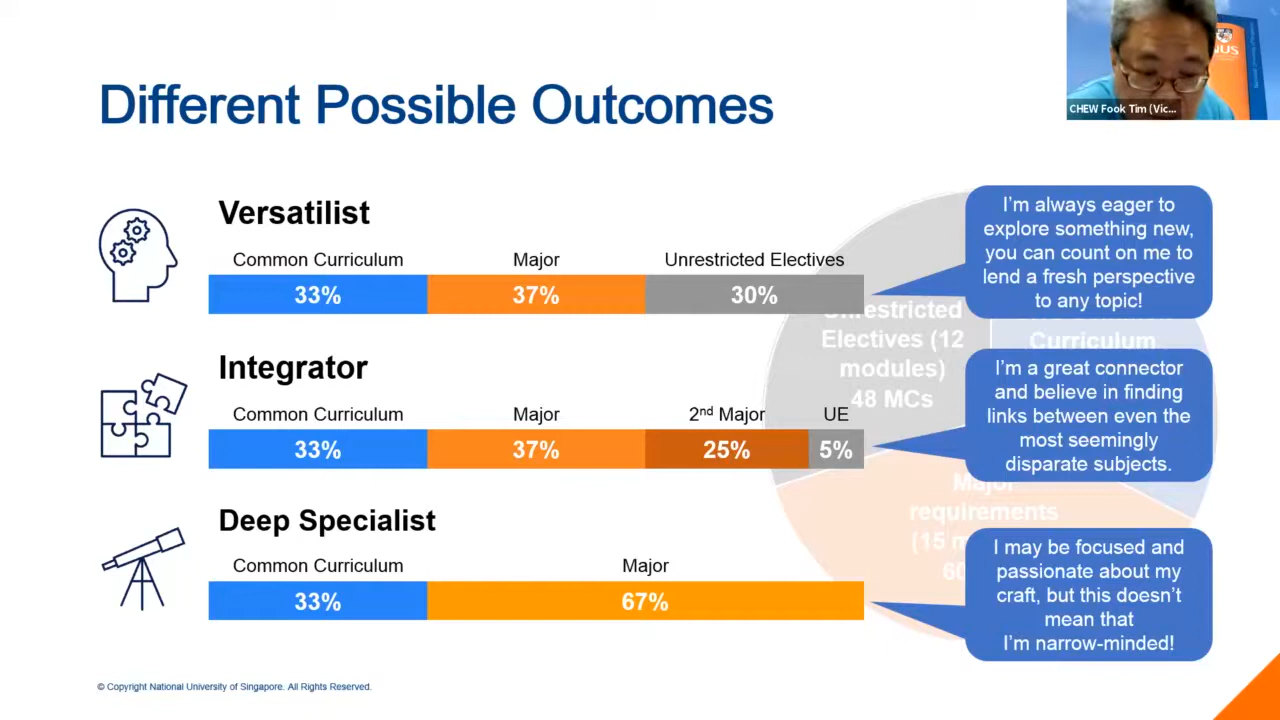 Different Possible Outcomes
NUS
CHEW Fook Tim (Vic...
Versatilist
Common Curriculum
Major
Unrestricted Electives
33%
37%
30%
I'm always eager to
explore something new,
you can count on me to
lend a fresh perspective
to any topic!
Unrestricted
Electives (12
modules)
48 MCs
Curriculum
Integrator
Common Curriculum
Major
2nd Major
UE
33%
37%
25%
5%
I'm a great connector
and believe in finding
links between even the
most seemingly
disparate subjects.
Major
requirements
(15 m
60
Deep Specialist
Common Curriculum
Major
33%
67%
I may be focused and
passionate about my
craft, but this doesn't
mean that
I'm narrow-minded!
© Copyright National University of Singapore. All Rights Reserved.